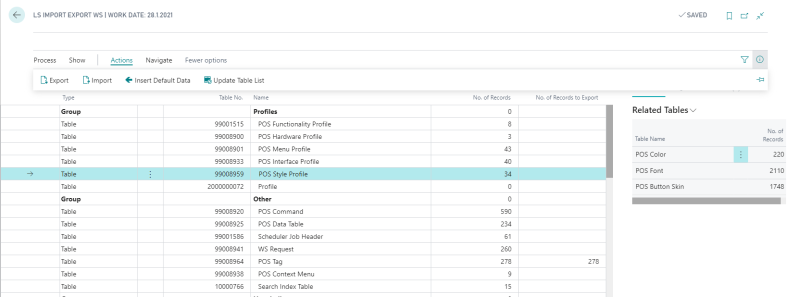 LS IMPORT EXPORT WS | WORK DATE: 28.1.2021
✓ SAVED
Process Show Actions Navigate Fewer options
Export Import Insert Default Data Update Table List
Type Table No. Name No. of Records No. of Records to Export
Group Profiles 0
Table 99001515 POS Functionality Profile 8
Table 99008900 POS Hardware Profile 3
Table 99008901 POS Menu Profile 43
Table 99008933 POS Interface Profile 40
Table 99008959 POS Style Profile 34
Table 2000000072 Profile 0
Group Other 0
Table 99008920 POS Command 590
Table 99008925 POS Data Table 234
Table 99001586 Scheduler Job Header 61
Table 99008941 WS Request 260
Table 99008964 POS Tag 278 278
Table 99008938 POS Context Menu 9
Table 10000766 Search Index Table 15
Related Tables
Table Name No. of Records
POS Color 220
POS Font 2110
POS Button Skin 1748